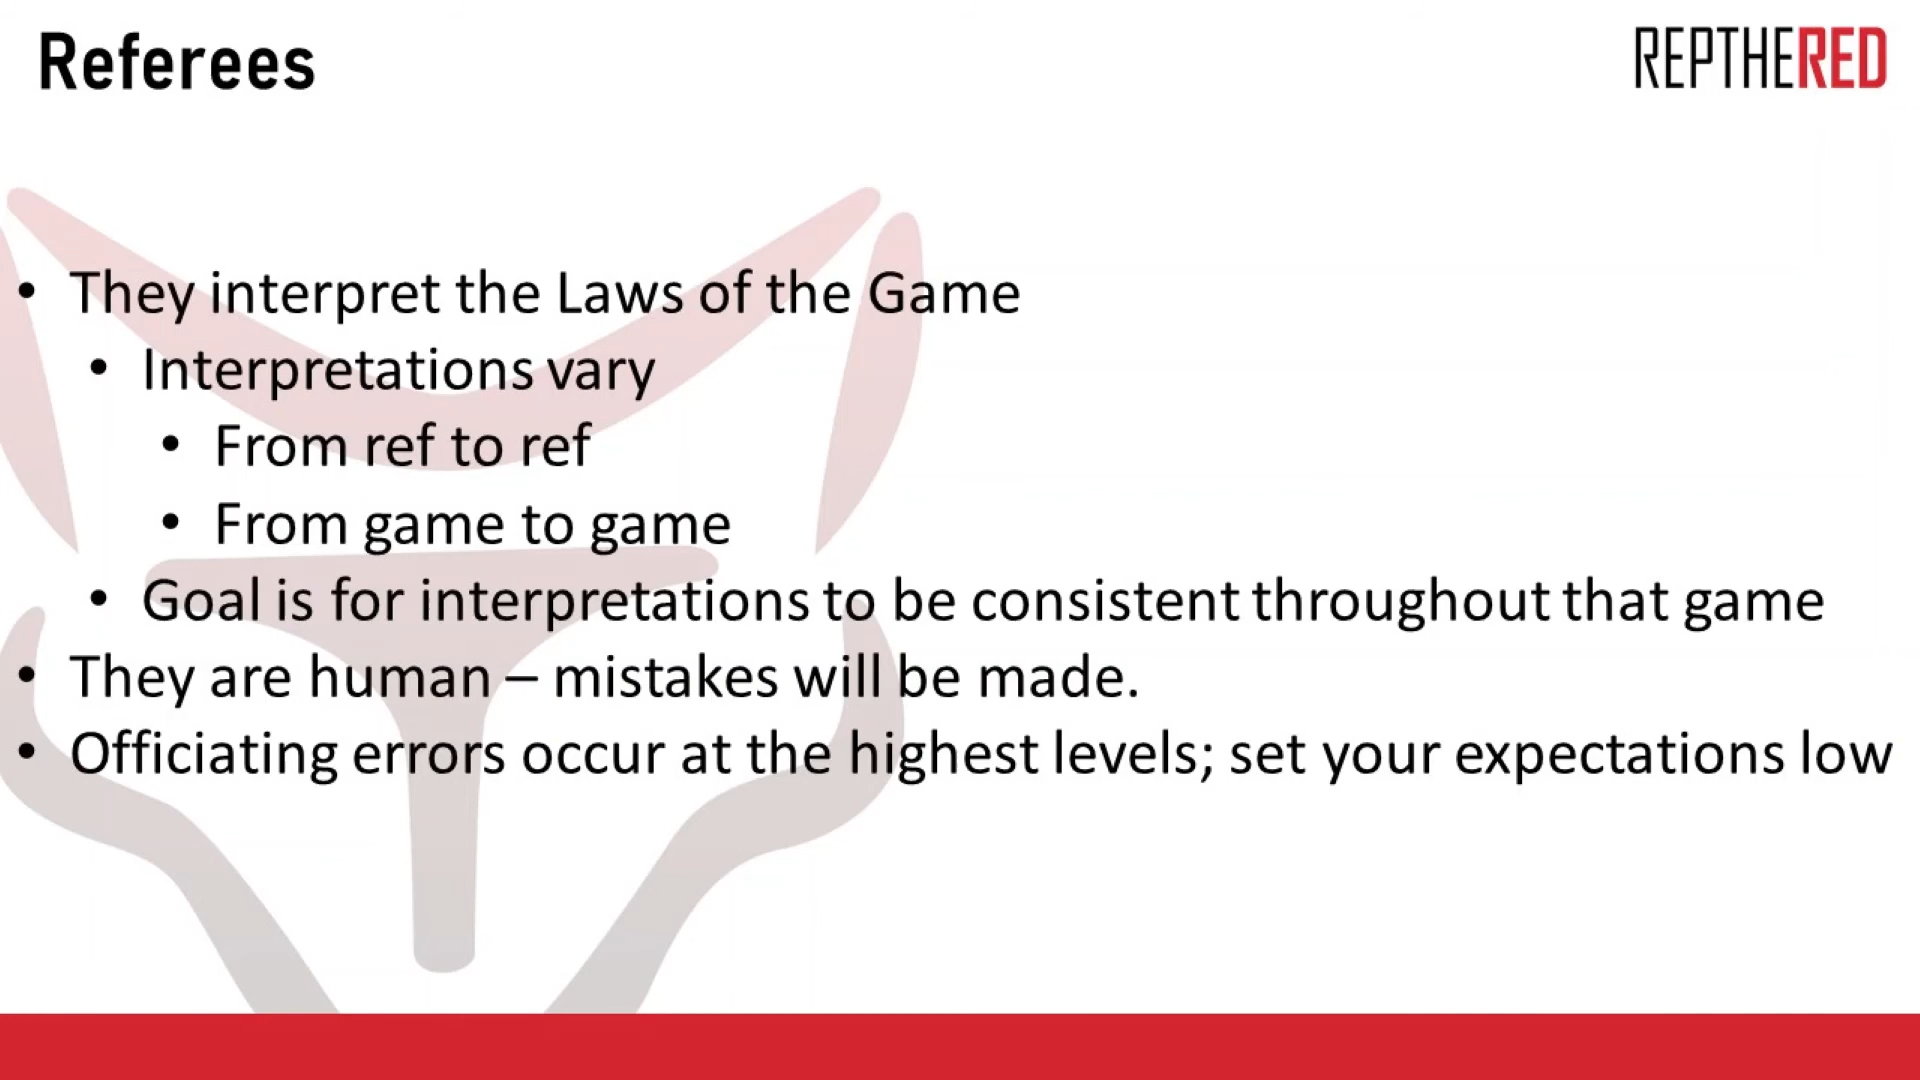 Referees
REPTHERED
• They interpret the Laws of the Game
• Interpretations vary
• From ref to ref
• From game to game
• Goal is for interpretations to be consistent throughout that game
• They are human – mistakes will be made.
• Officiating errors occur at the highest levels; set your expectations low